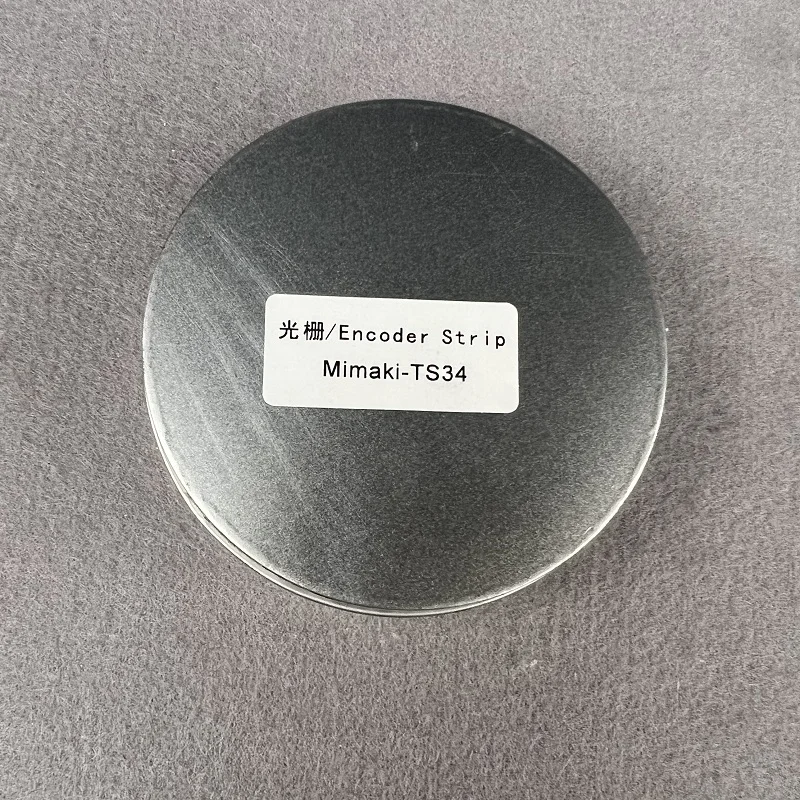 光栅/Encoder Strip
Mimaki-TS34